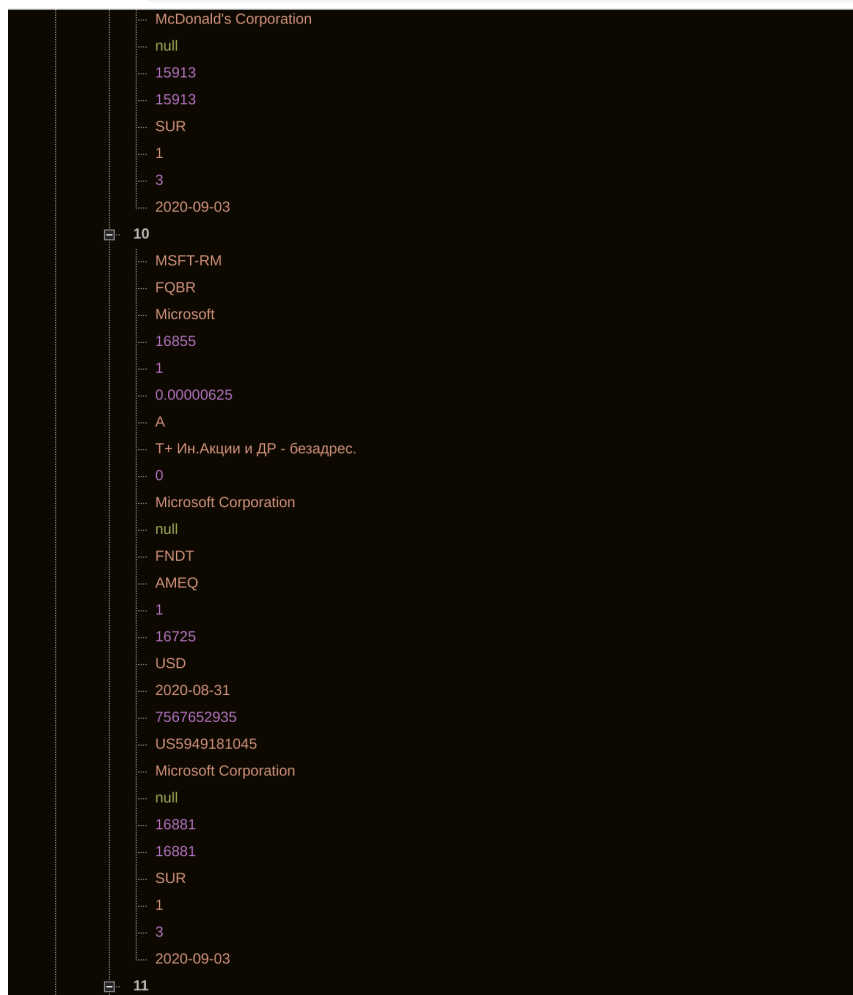 McDonald's Corporation
null
15913
15913
SUR
1
3
2020-09-03
10
MSFT-RM
FQBR
Microsoft
16855
1
0.00000625
A
Т+ Ин.Акции и ДР - безадрес.
0
Microsoft Corporation
null
FNDT
AMEQ
1
16725
USD
2020-08-31
7567652935
US5949181045
Microsoft Corporation
null
16881
16881
SUR
1
3
2020-09-03
11